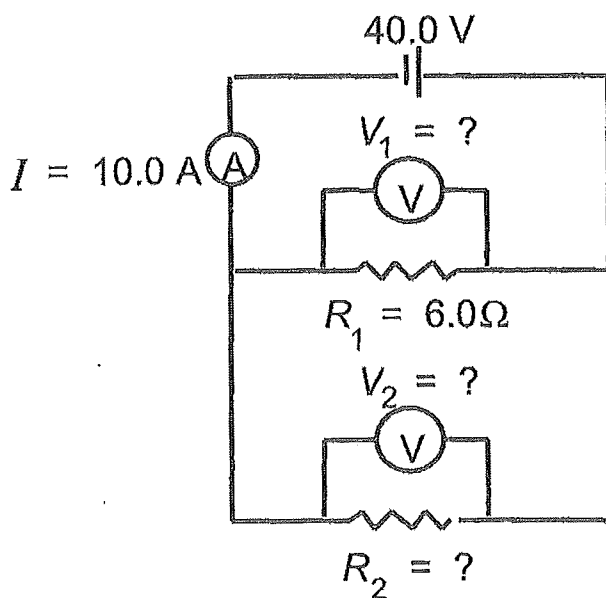 40.0 V
V₁ = ?
I = 10.0 A
A
V
R₁ = 6.0Ω
V₂ = ?
V
R₂ = ?